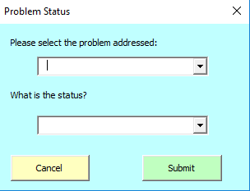 Problem Status
Please select the problem addressed:
What is the status?
Cancel
Submit